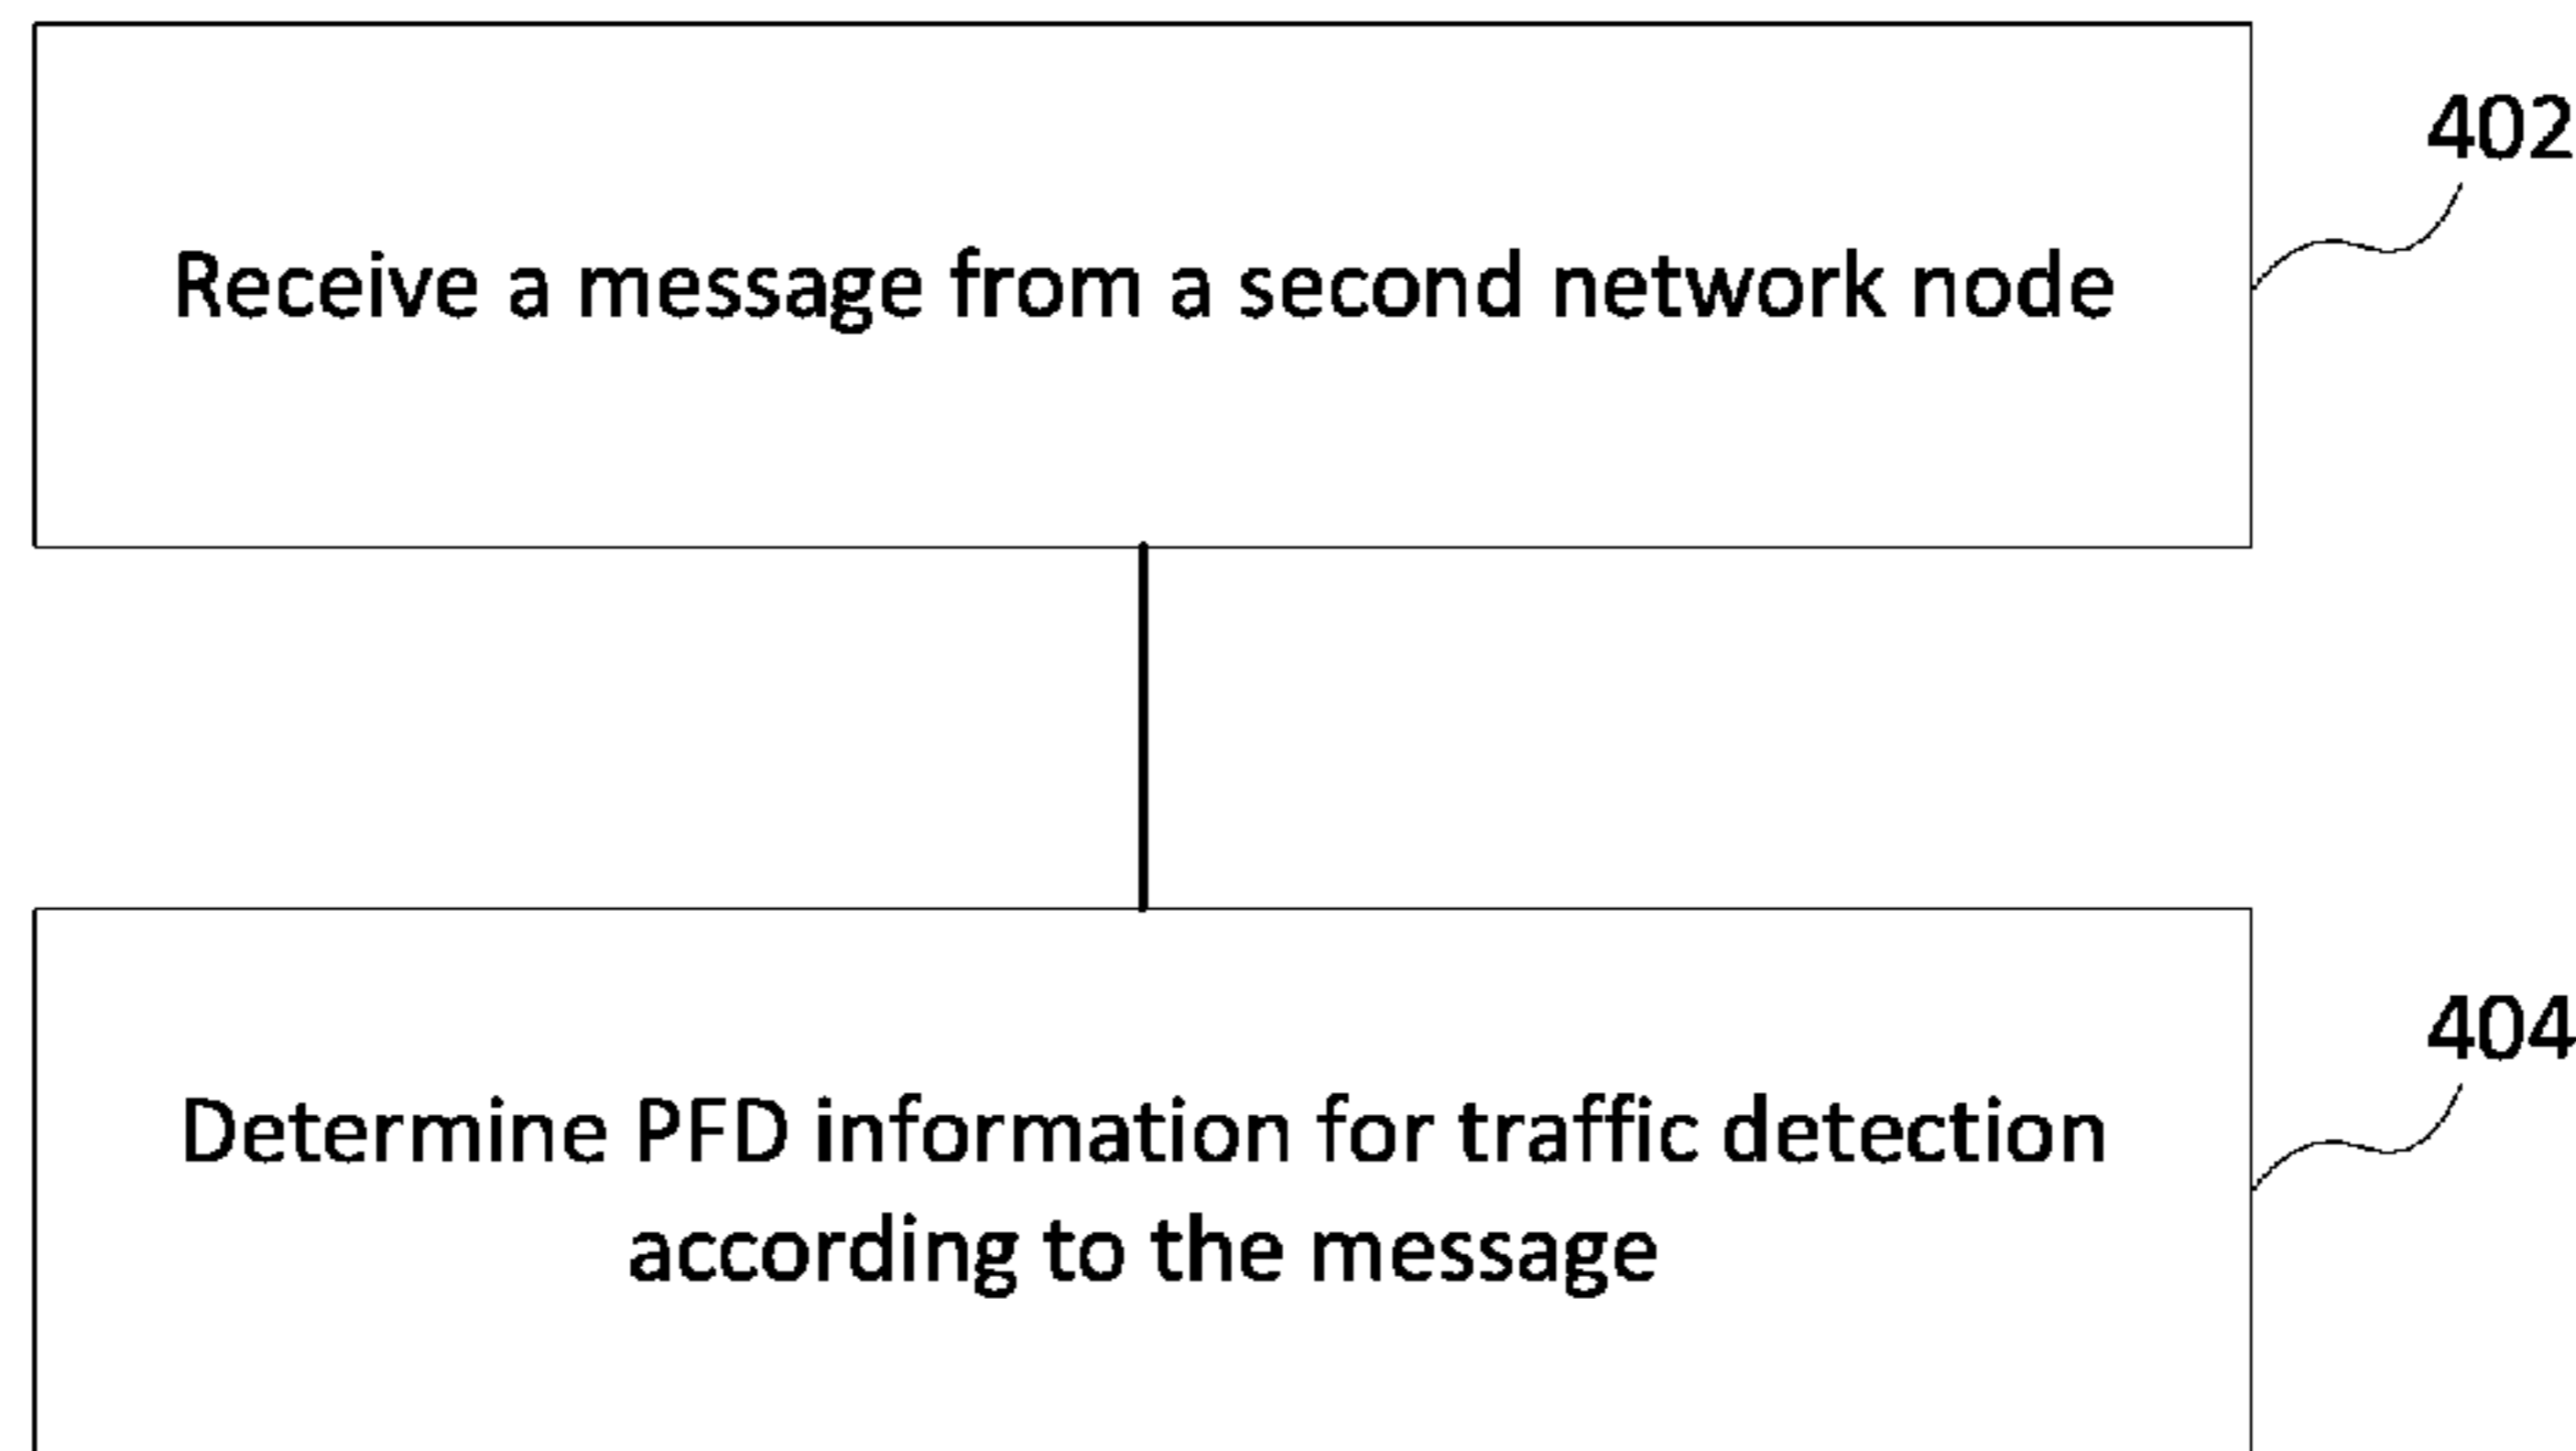 402
Receive a message from a second network node
404
Determine PFD information for traffic detection
according to the message